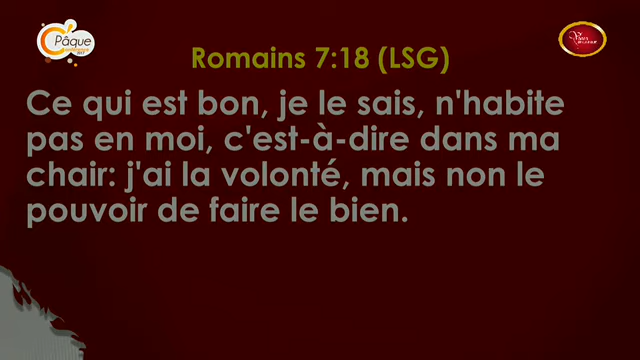 Pâque
Romains 7:18 (LSG)
Ce qui est bon, je le sais, n'habite
pas en moi, c'est-à-dire dans ma
chair: j'ai la volonté, mais non le
pouvoir de faire le bien.